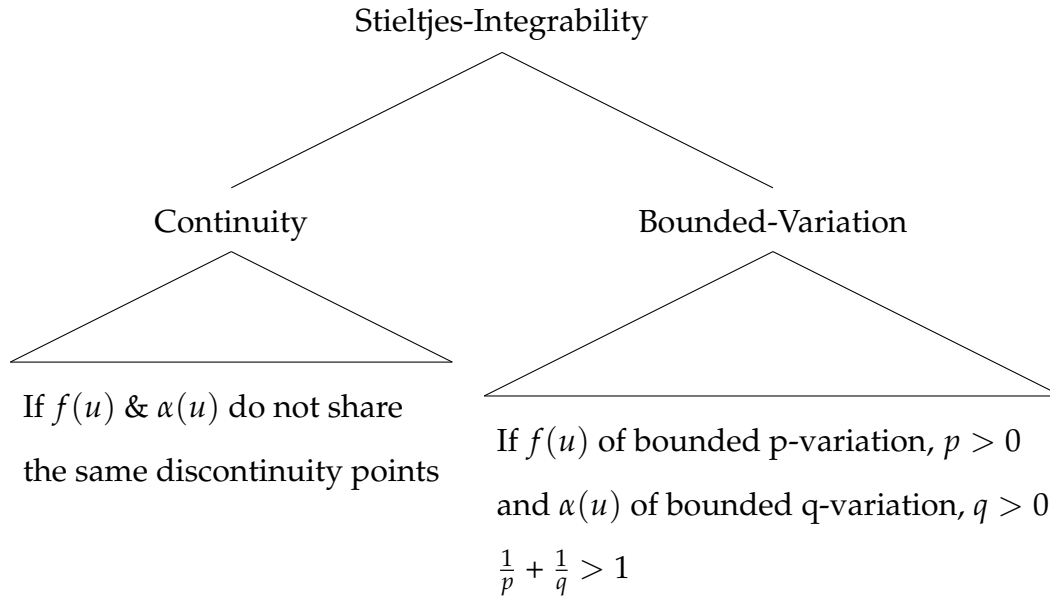 Stieltjes-Integrability
Continuity
Bounded-Variation
If f(u) & α(u) do not share
the same discontinuity points
If f(u) of bounded p-variation, p > 0
and α(u) of bounded q-variation, q > 0
1/p + 1/q > 1